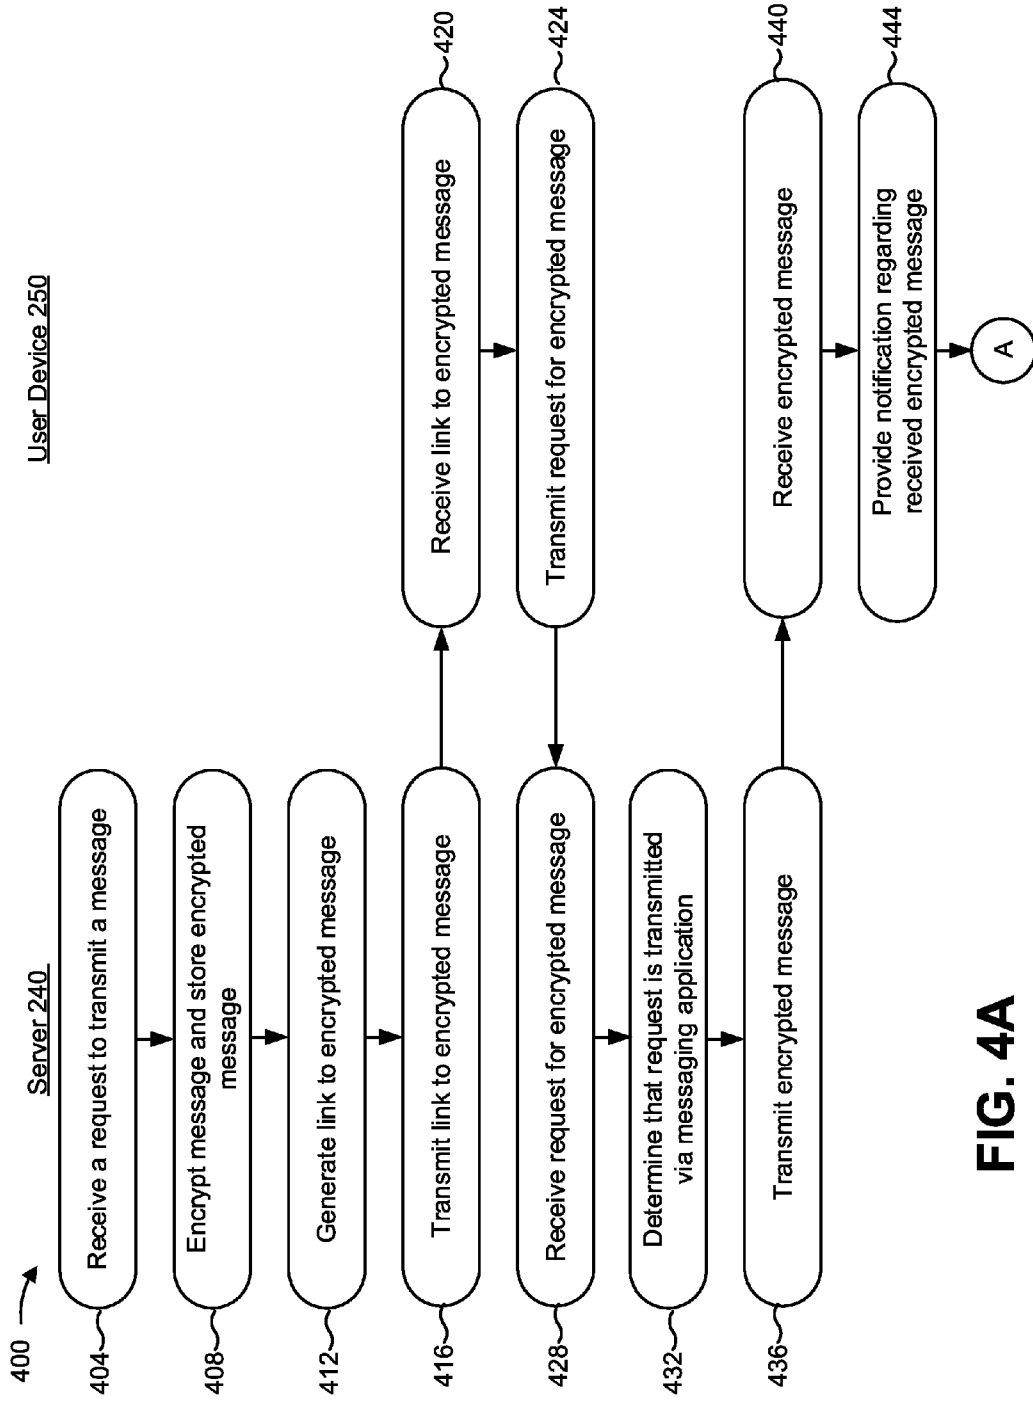 400
Server 240
User Device 250
404
Receive a request to transmit a message
408
Encrypt message and store encrypted
message
412
Generate link to encrypted message
416
Transmit link to encrypted message
Receive link to encrypted message
420
Transmit request for encrypted message
424
428
Receive request for encrypted message
432
Determine that request is transmitted
via messaging application
436
Transmit encrypted message
Receive encrypted message
440
Provide notification regarding
received encrypted message
444
A
FIG. 4A